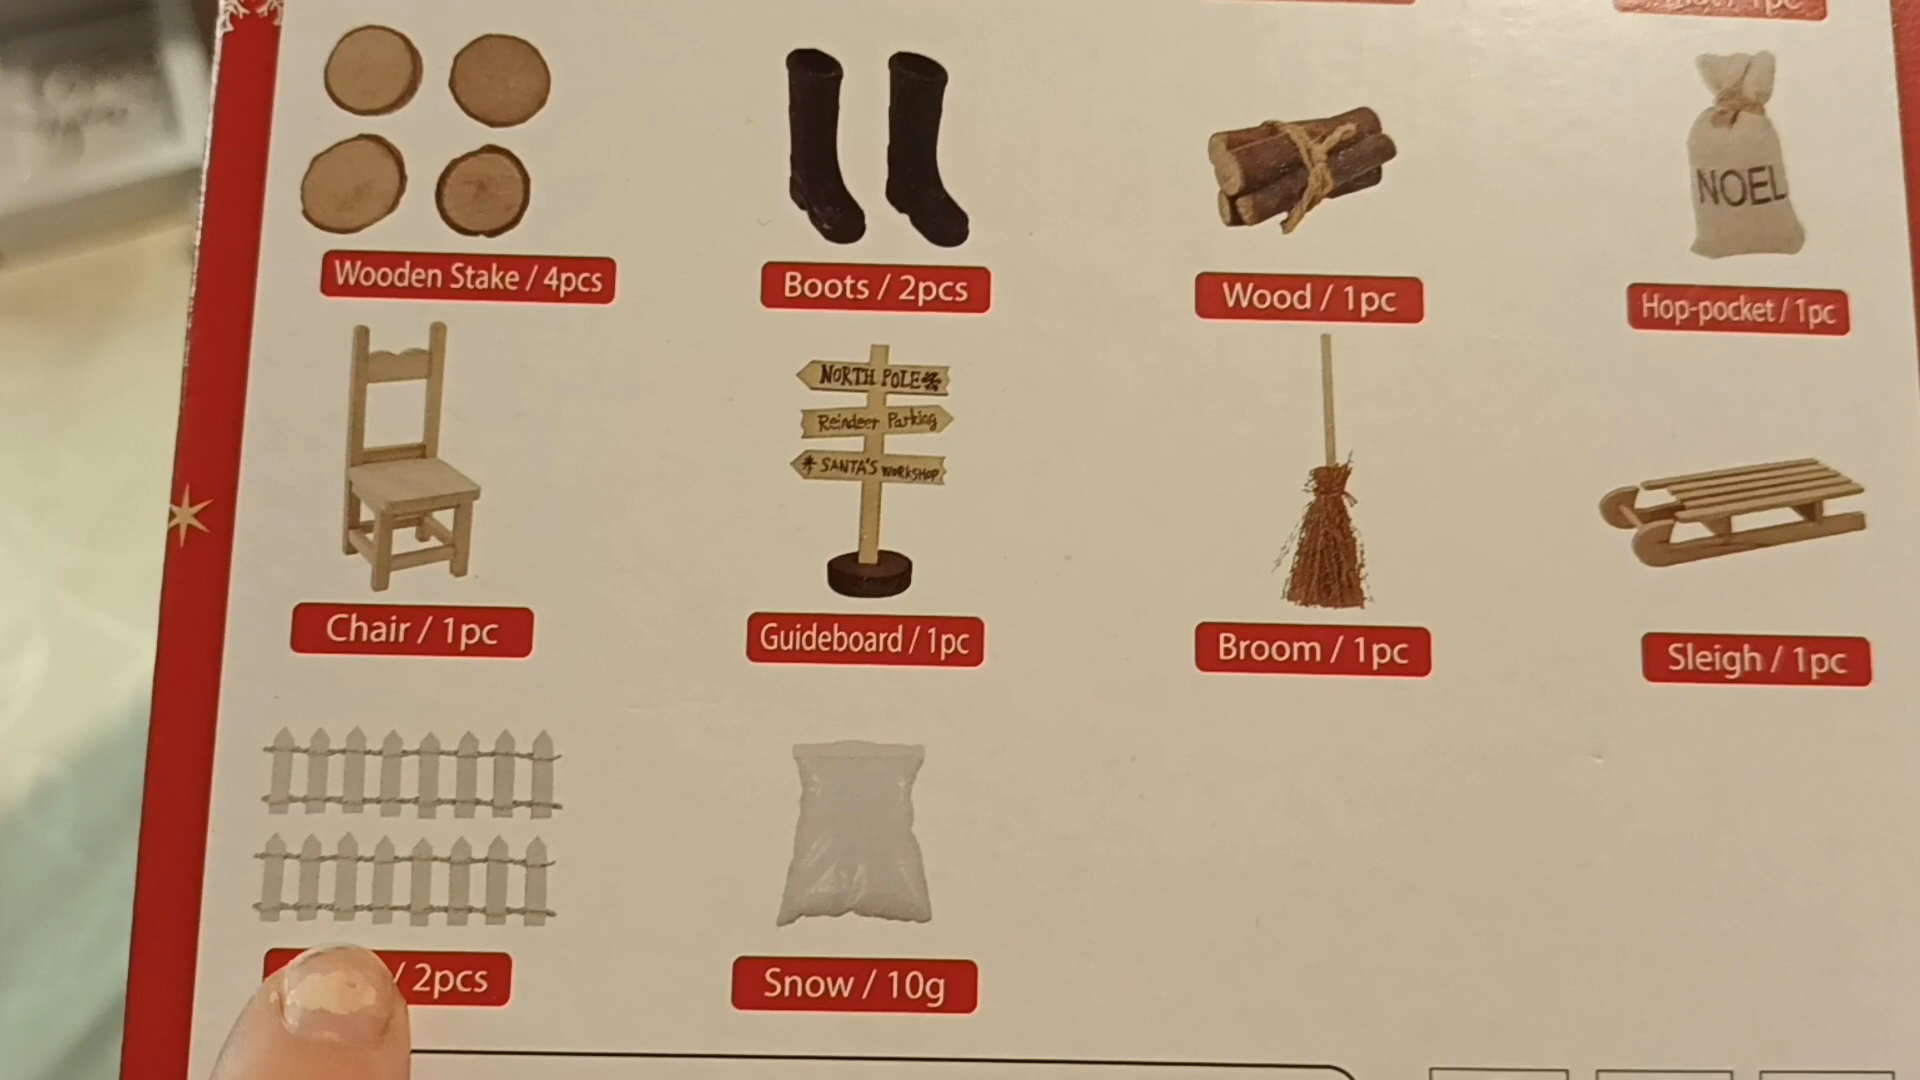 Wooden Stake / 4pcs
Boots / 2pcs
Wood / 1pc
NOEL
Hop-pocket / 1pc
NORTH POLE
Reindeer Parking
SANTA'S WORKSHOP
Chair / 1pc
Guideboard / 1pc
Broom / 1pc
Sleigh / 1pc
/ 2pcs
Snow / 10g